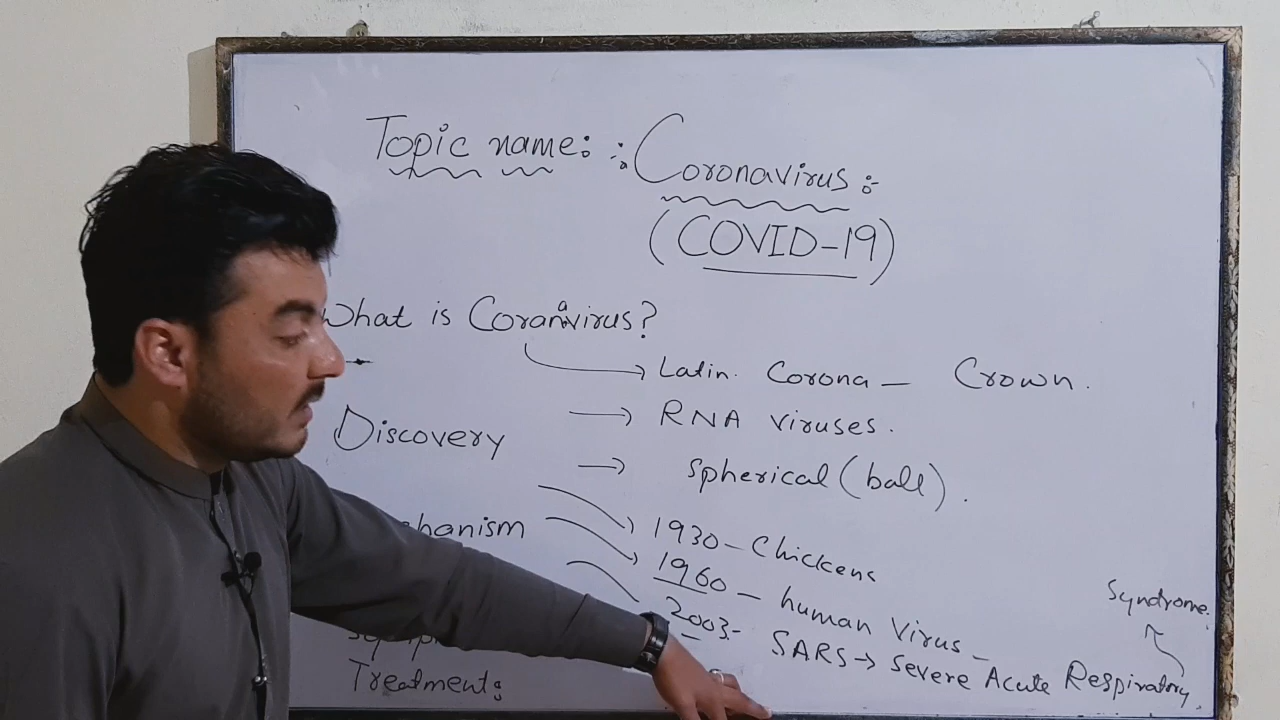 Topic name: Coronavirus:-
(COVID-19)
What is Coranavirus?
Latin. Corona — Crown.
Discovery → RNA viruses.
→ Spherical (ball).
1930 – Chickens
1960 – human Virus –
2003:- SARS → Severe Acute Respiratory
Syndrome.
Treatment: